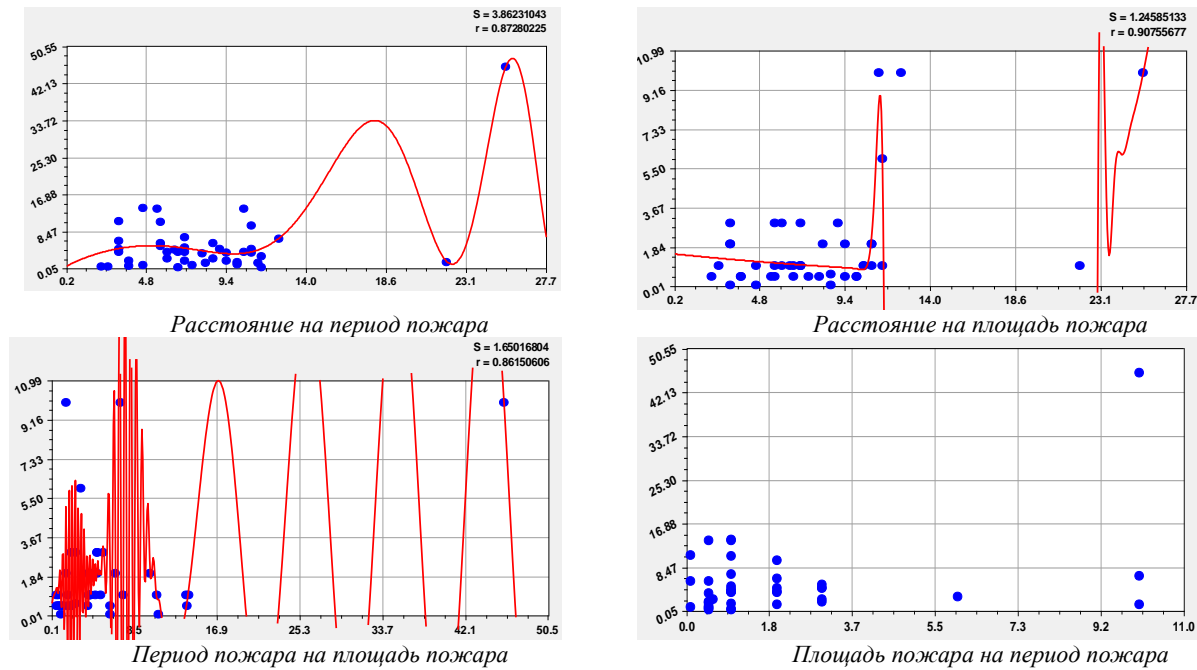 S = 3.86231043
r = 0.87280225
50.55
42.13
33.72
25.30
16.88
8.47
0.05
0.2 4.8 9.4 14.0 18.6 23.1 27.7
Расстояние на период пожара
S = 1.24585133
r = 0.90755677
10.99
9.16
7.33
5.50
3.67
1.84
0.01
0.2 4.8 9.4 14.0 18.6 23.1 27.7
Расстояние на площадь пожара
S = 1.65016804
r = 0.86150606
10.99
9.16
7.33
5.50
3.67
1.84
0.01
0.1 3.5 16.9 25.3 33.7 42.1 50.5
Период пожара на площадь пожара
50.55
42.13
33.72
25.30
16.88
8.47
0.05
0.0 1.8 3.7 5.5 7.3 9.2 11.0
Площадь пожара на период пожара